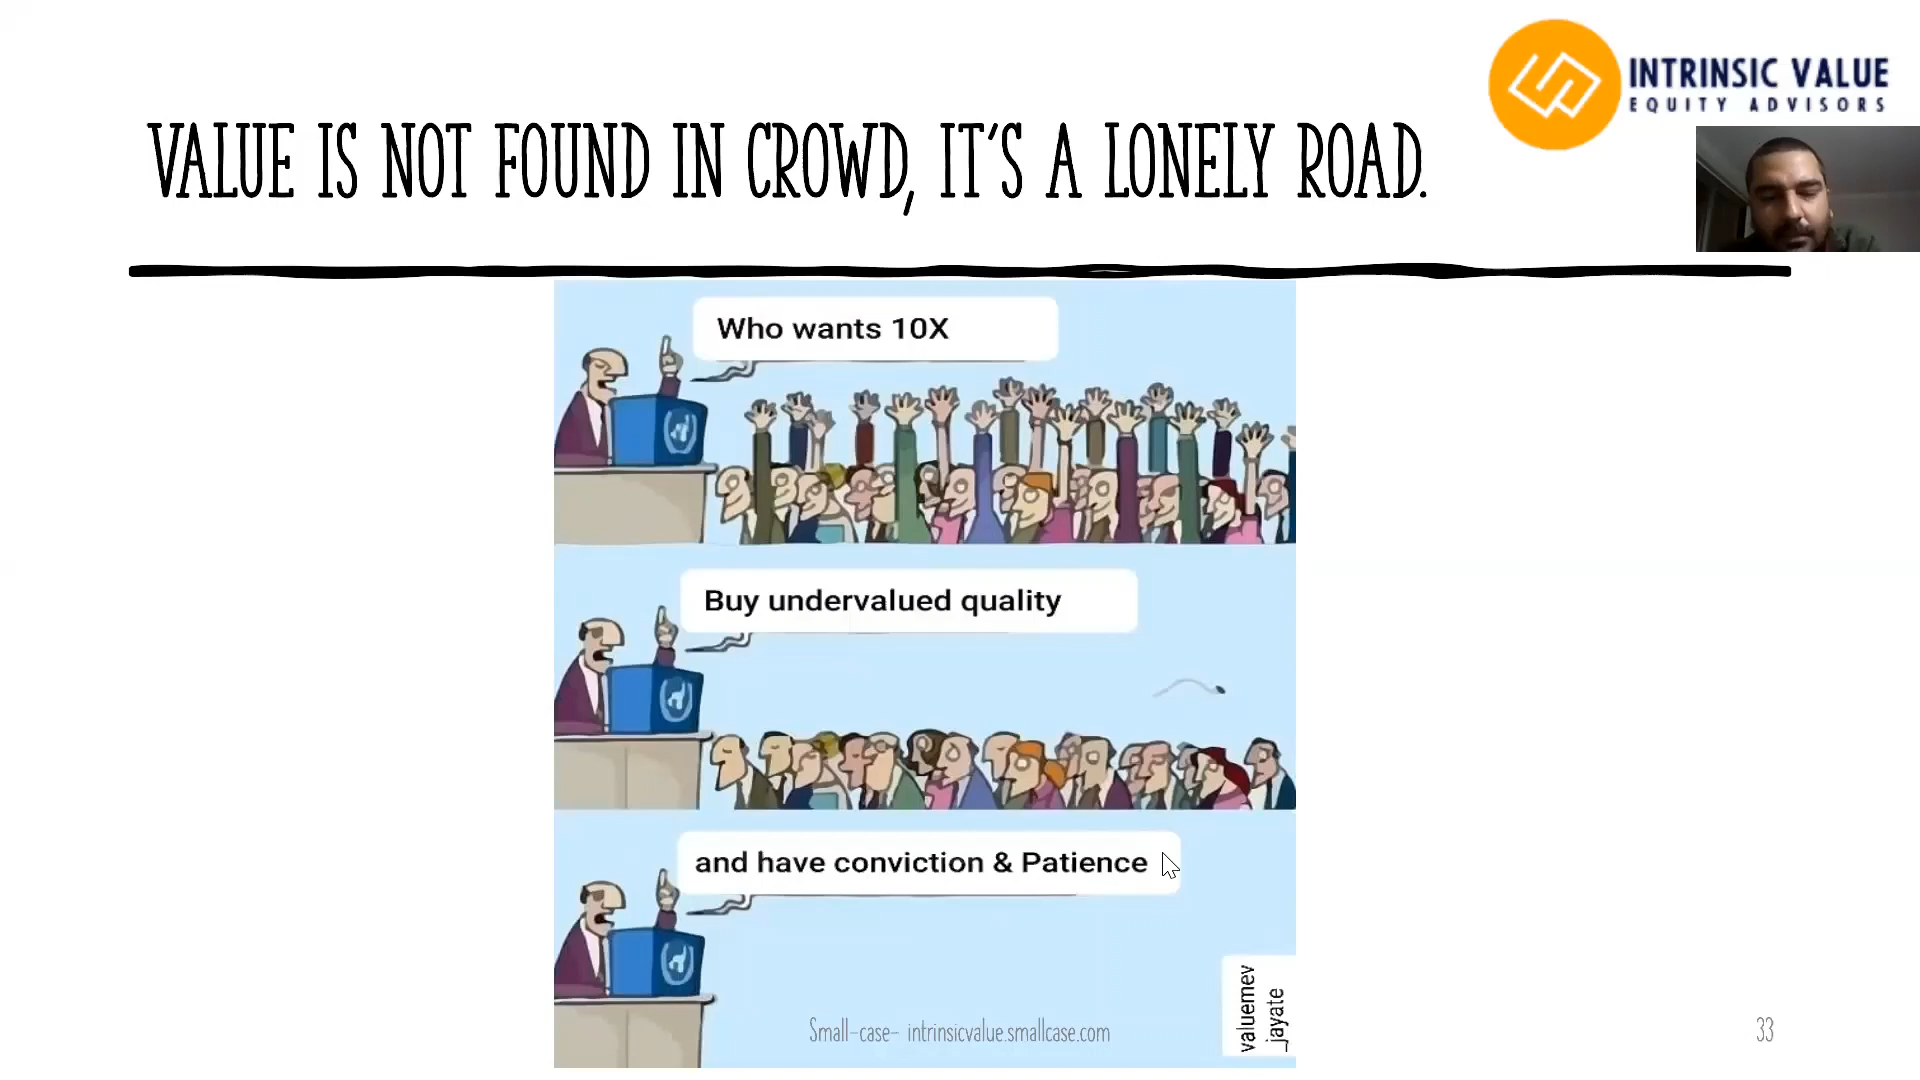 INTRINSIC VALUE
EQUITY ADVISORS
VALUE IS NOT FOUND IN CROWD, IT'S A LONELY ROAD.
Who wants 10X
Buy undervalued quality
and have conviction & Patience
valuemev
_jayate
Small-case- intrinsicvalue.smallcase.com
33